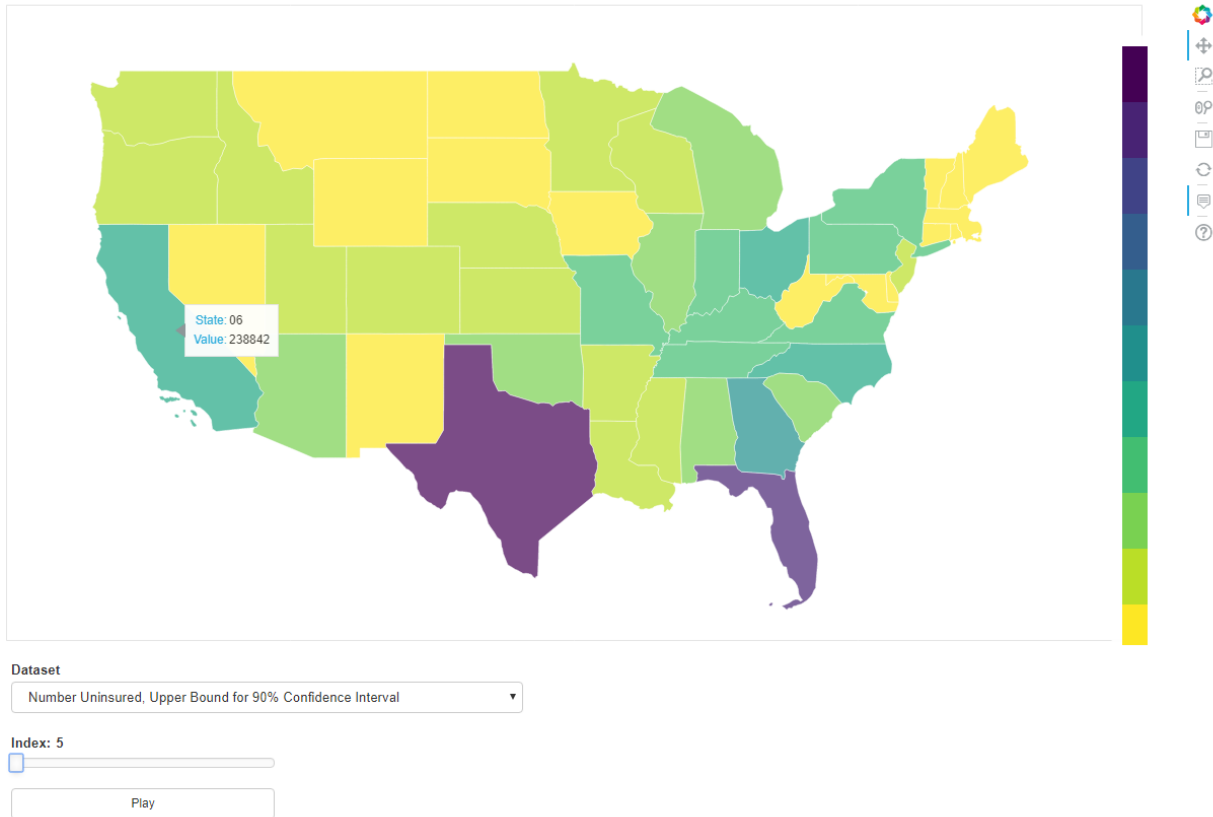 State: 06
Value: 238842
Dataset
Number Uninsured, Upper Bound for 90% Confidence Interval
Index: 5
Play